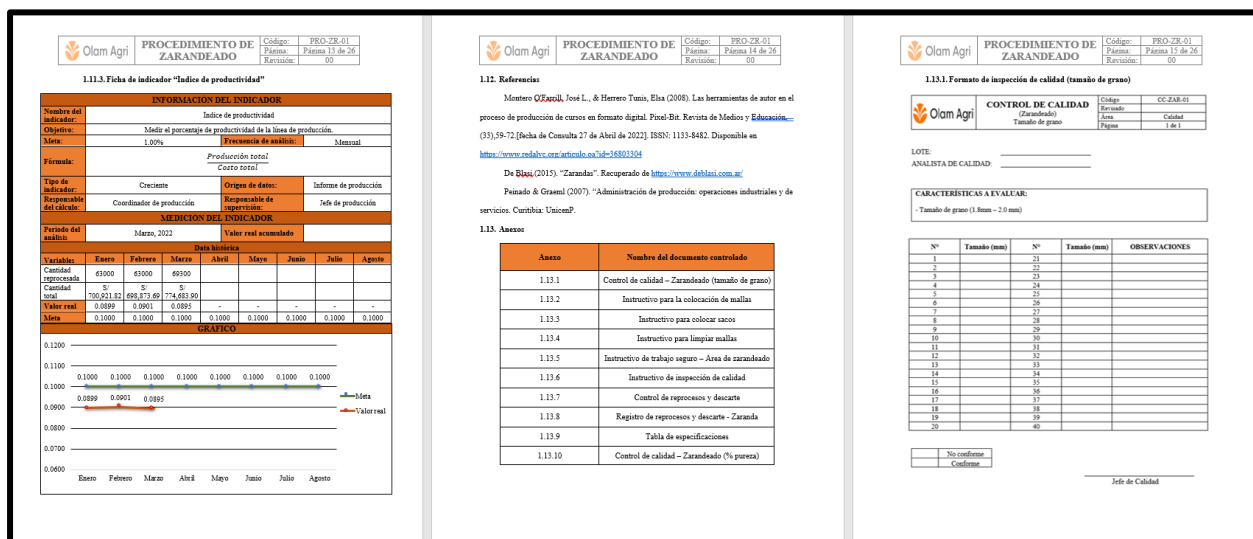 Olam Agri PROCEDIMIENTO DE ZARANDEADO Código: PRO-ZR-01
Página: Página 13 de 26
Revisión: 00
1.11.3. Ficha de indicador “Indice de productividad”
INFORMACION DEL INDICADOR
Nombre del indicador: Indice de productividad
Objetivo: Medir el porcentaje de productividad de la línea de producción.
Meta: 1.00% Frecuencia de análisis: Mensual
Fórmula: Producción total
Costo total
Tipo de indicador: Creciente Origen de datos: Informe de producción
Responsable del cálculo: Coordinador de producción Responsable de supervisión: Jefe de producción
MEDICION DEL INDICADOR
Periodo del análisis Marzo, 2022 Valor real acumulado
Data histórica
Variables Enero Febrero Marzo Abril Mayo Junio Julio Agosto
Cantidad reprocesada 63000 63000 69300
Cantidad total S/ 700,921.82 S/ 698,873.69 S/ 774,683.90
Valor real 0.0899 0.0901 0.0895 - - - - -
Meta 0.1000 0.1000 0.1000 0.1000 0.1000 0.1000 0.1000 0.1000
GRÁFICO
0.1200
0.1100
0.1000 0.1000 0.1000 0.1000 0.1000 0.1000 0.1000 0.1000
0.1000
0.0899 0.0901 0.0895
0.0900
0.0800
0.0700
0.0600
Meta
Valor real
Enero Febrero Marzo Abril Mayo Junio Julio Agosto
Olam Agri PROCEDIMIENTO DE ZARANDEADO Código: PRO-ZR-01
Página: Página 14 de 26
Revisión: 00
1.12. Referencias
Montero O'Farrill, José L., & Herrero Tunis, Elsa (2008). Las herramientas de autor en el
proceso de producción de cursos en formato digital. Pixel-Bit. Revista de Medios y Educación,
(33),59-72.[fecha de Consulta 27 de Abril de 2022]. ISSN: 1133-8482. Disponible en
https://www.redalyc.org/articulo.oa?id=36803304
De Blasi.(2015). “Zarandas”. Recuperado de https://www.deblasi.com.ar/
Peinado & Graeml (2007). “Administración de producción: operaciones industriales y de
servicios. Curitibia: UnicenP.
1.13. Anexos
Anexo Nombre del documento controlado
1.13.1 Control de calidad – Zarandeado (tamaño de grano)
1.13.2 Instructivo para la colocación de mallas
1.13.3 Instructivo para colocar sacos
1.13.4 Instructivo para limpiar mallas
1.13.5 Instructivo de trabajo seguro – Area de zarandeado
1.13.6 Instructivo de inspección de calidad
1.13.7 Control de reprocesos y descarte
1.13.8 Registro de reprocesos y descarte - Zaranda
1.13.9 Tabla de especificaciones
1.13.10 Control de calidad – Zarandeado (% pureza)
Olam Agri PROCEDIMIENTO DE ZARANDEADO Código: PRO-ZR-01
Página: Página 15 de 26
Revisión: 00
1.13.1. Formato de inspección de calidad (tamaño de grano)
Olam Agri CONTROL DE CALIDAD
(Zarandeado)
Tamaño de grano
Código CC-ZAR-01
Revisado
Área Calidad
Página 1 de 1
LOTE:
ANALISTA DE CALIDAD:
CARACTERÍSTICAS A EVALUAR:
- Tamaño de grano (1.8mm – 2.0 mm)
N° Tamaño (mm) N° Tamaño (mm) OBSERVACIONES
1 21
2 22
3 23
4 24
5 25
6 26
7 27
8 28
9 29
10 30
11 31
12 32
13 33
14 34
15 35
16 36
17 37
18 38
19 39
20 40
No conforme
Conforme
Jefe de Calidad